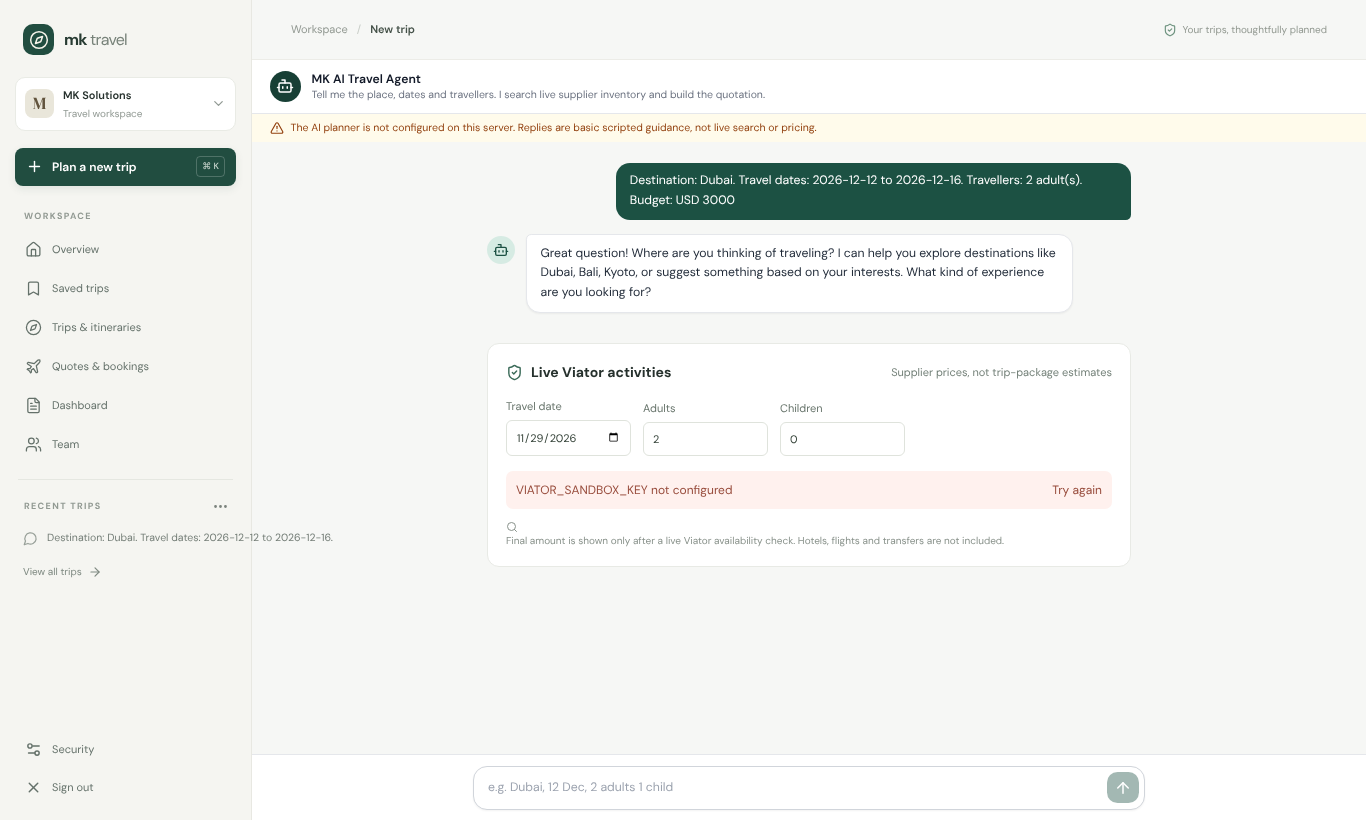 mk travel
M
MK Solutions
Travel workspace
Plan a new trip
⌘ K
WORKSPACE
Overview
Saved trips
Trips & itineraries
Quotes & bookings
Dashboard
Team
RECENT TRIPS
Destination: Dubai. Travel dates: 2026-12-12 to 2026-12-16.
View all trips
Security
Sign out
Workspace / New trip
Your trips, thoughtfully planned
MK AI Travel Agent
Tell me the place, dates and travellers. I search live supplier inventory and build the quotation.
The AI planner is not configured on this server. Replies are basic scripted guidance, not live search or pricing.
Destination: Dubai. Travel dates: 2026-12-12 to 2026-12-16. Travellers: 2 adult(s).
Budget: USD 3000
Great question! Where are you thinking of traveling? I can help you explore destinations like
Dubai, Bali, Kyoto, or suggest something based on your interests. What kind of experience
are you looking for?
Live Viator activities
Supplier prices, not trip-package estimates
Travel date
Adults
Children
11/29/2026
2
0
VIATOR_SANDBOX_KEY not configured
Try again
Final amount is shown only after a live Viator availability check. Hotels, flights and transfers are not included.
e.g. Dubai, 12 Dec, 2 adults 1 child